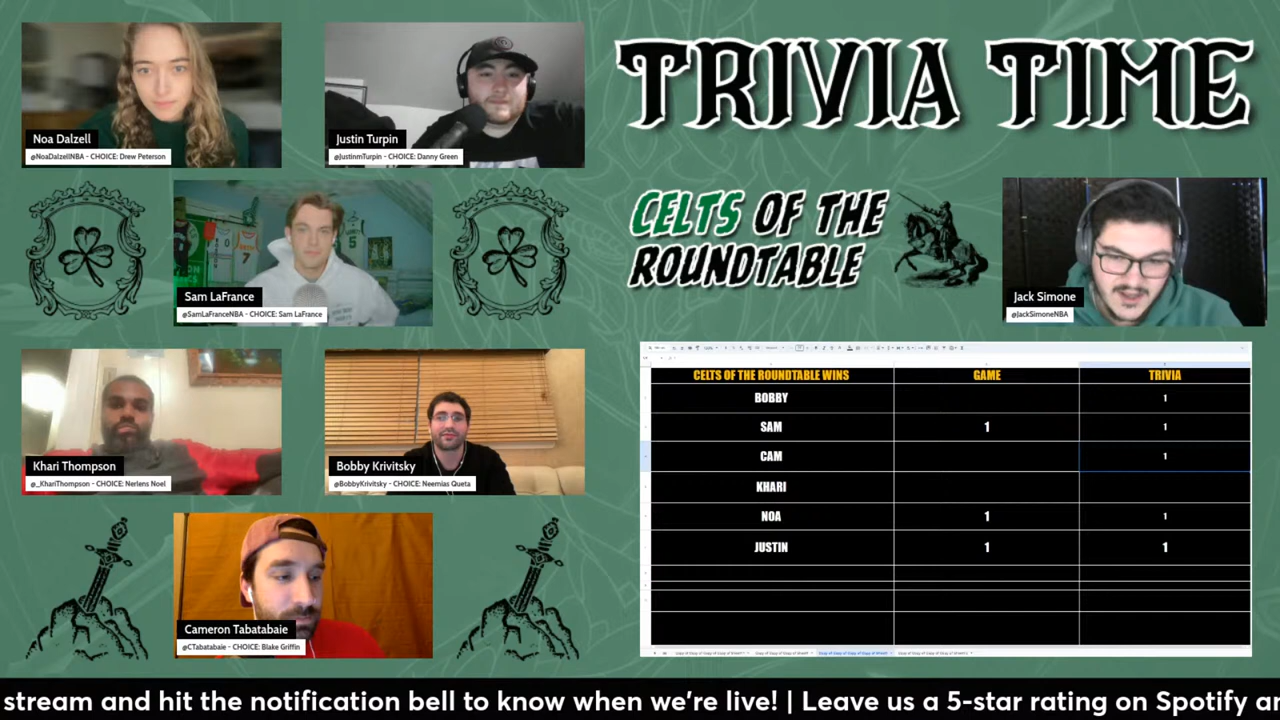 TRIVIA TIME
Noa Dalzell
@NoaDalzellNBA - CHOICE: Drew Peterson
Justin Turpin
@JustinmTurpin - CHOICE: Danny Green
CELTS OF THE
ROUNDTABLE
Sam LaFrance
@SamLaFranceNBA - CHOICE: Sam LaFrance
Jack Simone
@JackSimoneNBA
Khari Thompson
@_KhariThompson - CHOICE: Nerlens Noel
Bobby Krivitsky
@BobbyKrivitsky - CHOICE: Neemias Queta
Cameron Tabatabaie
@CTabatabaie - CHOICE: Blake Griffin
CELTS OF THE ROUNDTABLE WINS GAME TRIVIA
BOBBY 1
SAM 1 1
CAM 1
KHARI
NOA 1 1
JUSTIN 1 1
stream and hit the notification bell to know when we're live! | Leave us a 5-star rating on Spotify